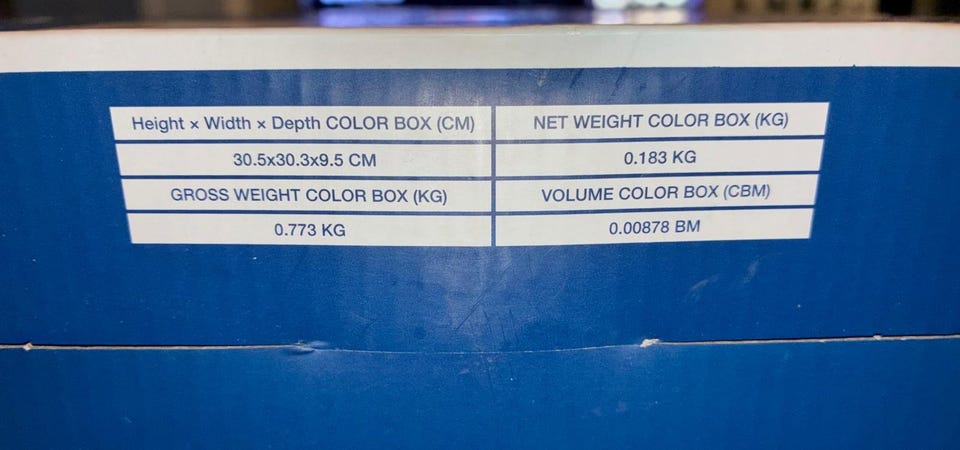 Height × Width × Depth COLOR BOX (CM)
NET WEIGHT COLOR BOX (KG)
30.5x30.3x9.5 CM
0.183 KG
GROSS WEIGHT COLOR BOX (KG)
VOLUME COLOR BOX (CBM)
0.773 KG
0.00878 BM